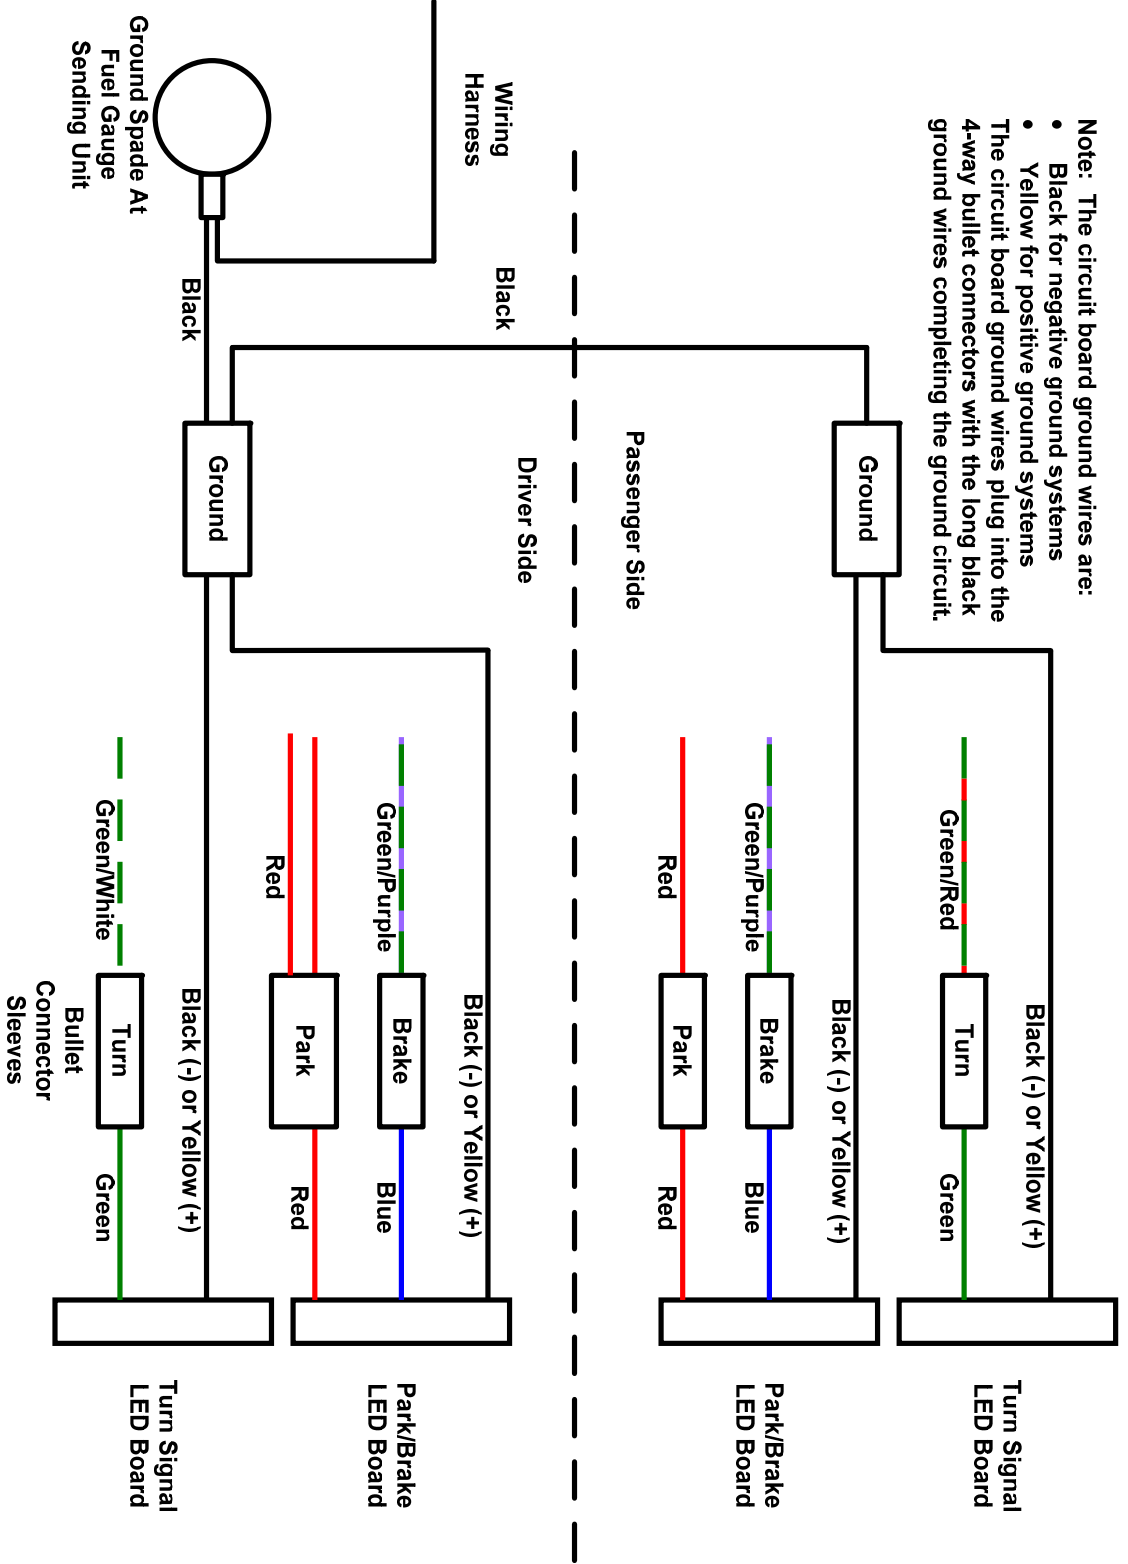 Note:  The circuit board ground wires are:
• Black for negative ground systems
• Yellow for positive ground systems
The circuit board ground wires plug into the
4-way bullet connectors with the long black
ground wires completing the ground circuit.
Ground
Black (-) or Yellow (+)
Turn Signal
LED Board
Green/Red
Turn
Green
Black (-) or Yellow (+)
Green/Purple
Brake
Blue
Park/Brake
LED Board
Red
Park
Red
Passenger Side
Driver Side
Wiring
Harness
Black
Black (-) or Yellow (+)
Green/Purple
Brake
Blue
Park/Brake
LED Board
Red
Park
Red
Ground
Black
Black (-) or Yellow (+)
Ground Spade At
Fuel Gauge
Sending Unit
Green/White
Turn
Green
Turn Signal
LED Board
Bullet
Connector
Sleeves